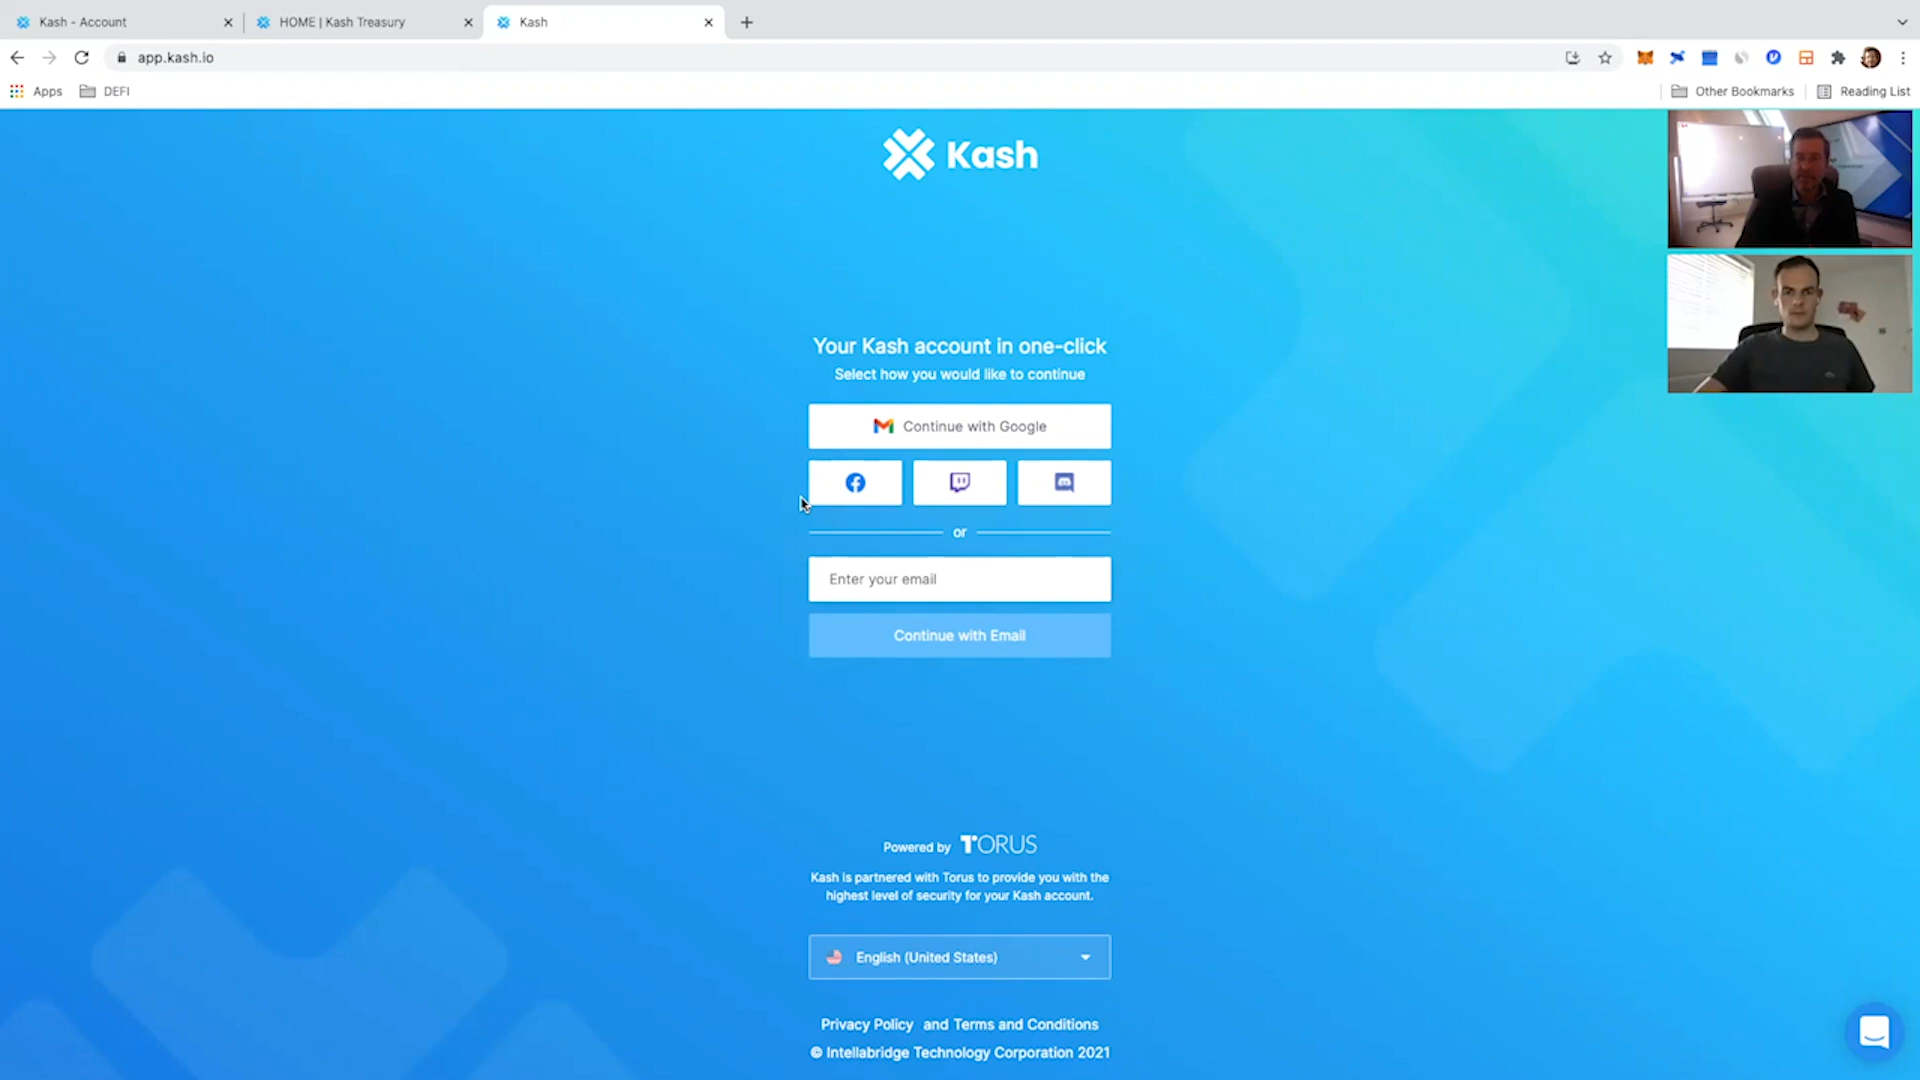 Kash - Account
HOME | Kash Treasury
Kash
app.kash.io
Apps
DEFI
Other Bookmarks
Reading List
Kash
Your Kash account in one-click
Select how you would like to continue
Continue with Google
or
Enter your email
Continue with Email
Powered by TORUS
Kash is partnered with Torus to provide you with the
highest level of security for your Kash account.
English (United States)
Privacy Policy and Terms and Conditions
© Intellabridge Technology Corporation 2021